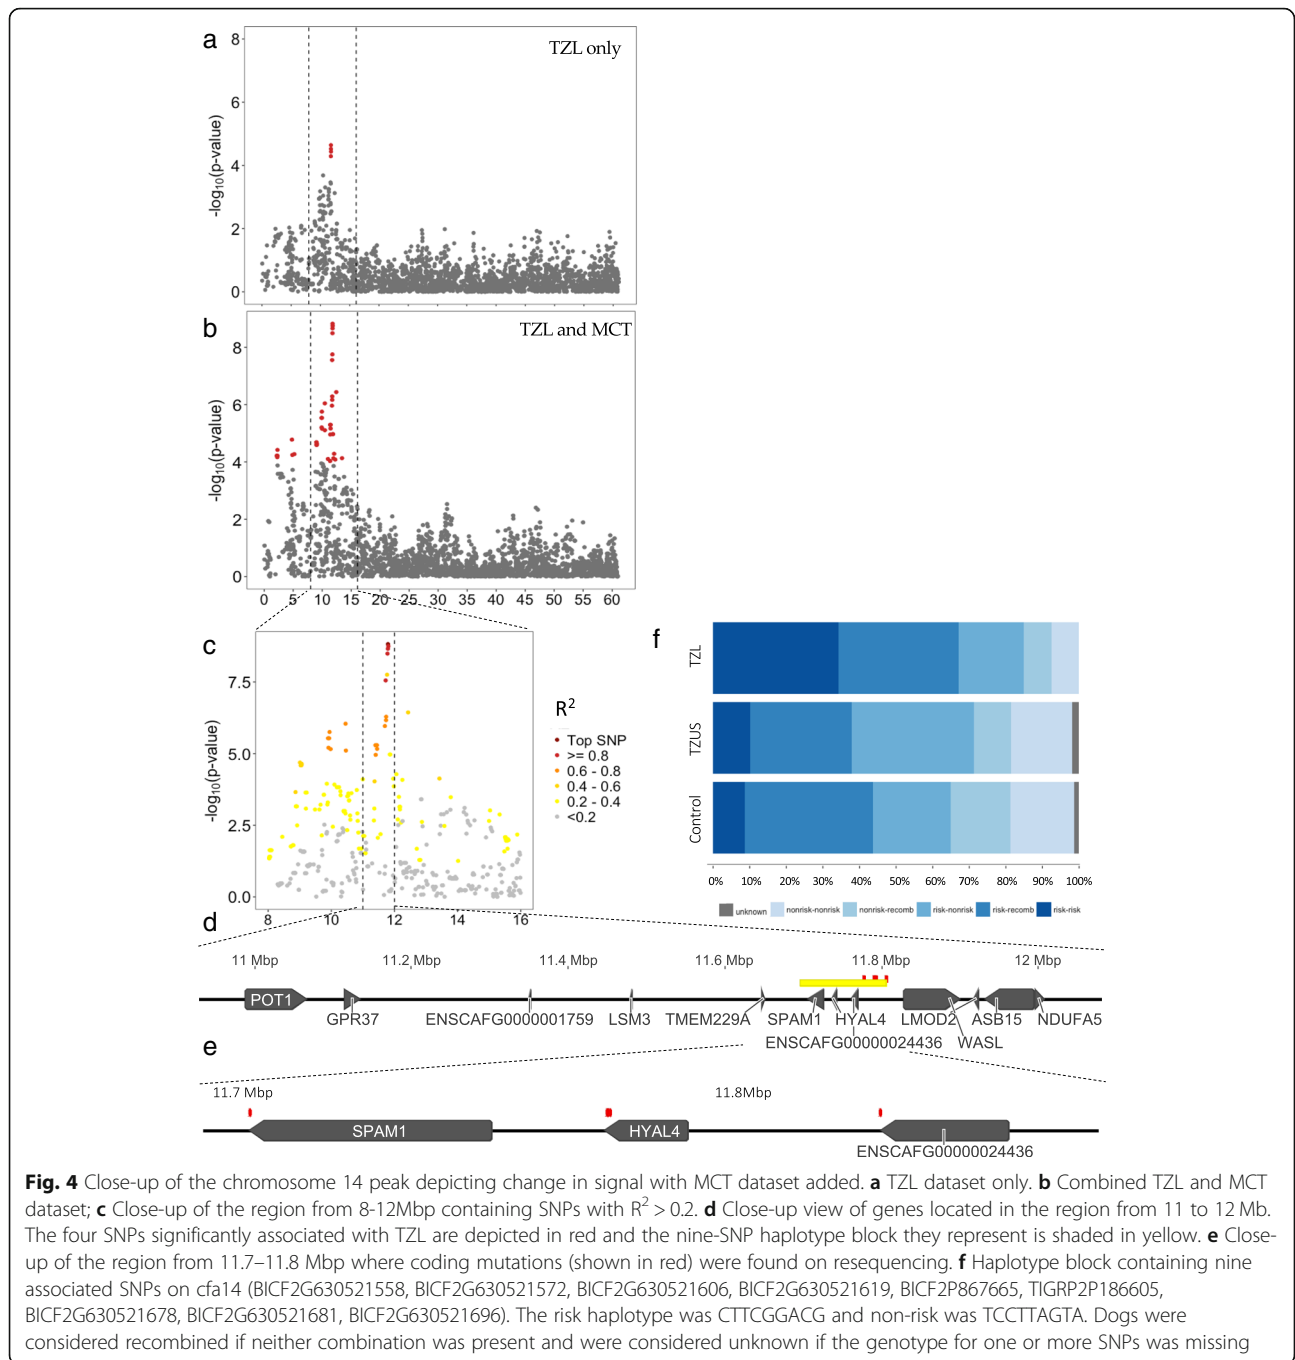 a
TZL only
8
6
4
2
0
-log10(p-value)
b
TZL and MCT
8
6
4
2
0
-log10(p-value)
0 5 10 15 20 25 30 35 40 45 50 55 60
c
7.5
5.0
2.5
0.0
-log10(p-value)
8 10 12 14 16
R2
Top SNP
>= 0.8
0.6 - 0.8
0.4 - 0.6
0.2 - 0.4
<0.2
f
TZL
TZUS
Control
0% 10% 20% 30% 40% 50% 60% 70% 80% 90% 100%
unknown nonrisk-nonrisk nonrisk-recomb risk-nonrisk risk-recomb risk-risk
d
11 Mbp 11.2 Mbp 11.4 Mbp 11.6 Mbp 11.8 Mbp 12 Mbp
POT1
GPR37 ENSCAFG0000001759 LSM3 TMEM229A SPAM1 HYAL4 LMOD2 ASB15 NDUFA5
ENSCAFG00000024436 WASL
e
11.7 Mbp 11.8Mbp
SPAM1 HYAL4
ENSCAFG00000024436
Fig. 4 Close-up of the chromosome 14 peak depicting change in signal with MCT dataset added. a TZL dataset only. b Combined TZL and MCT
dataset; c Close-up of the region from 8-12Mbp containing SNPs with R2 > 0.2. d Close-up view of genes located in the region from 11 to 12 Mb.
The four SNPs significantly associated with TZL are depicted in red and the nine-SNP haplotype block they represent is shaded in yellow. e Close-
up of the region from 11.7–11.8 Mbp where coding mutations (shown in red) were found on resequencing. f Haplotype block containing nine
associated SNPs on cfa14 (BICF2G630521558, BICF2G630521572, BICF2G630521606, BICF2G630521619, BICF2P867665, TIGRP2P186605,
BICF2G630521678, BICF2G630521681, BICF2G630521696). The risk haplotype was CTTCGGACG and non-risk was TCCTTAGTA. Dogs were
considered recombined if neither combination was present and were considered unknown if the genotype for one or more SNPs was missing